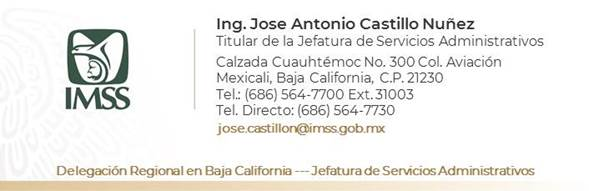 IMSS
Ing. Jose Antonio Castillo Nuñez
Titular de la Jefatura de Servicios Administrativos
Calzada Cuauhtémoc No. 300 Col. Aviación
Mexicali, Baja California, C.P. 21230
Tel.: (686) 564-7700 Ext. 31003
Tel. Directo: (686) 564-7730
jose.castillon@imss.gob.mx
Delegación Regional en Baja California --- Jefatura de Servicios Administrativos